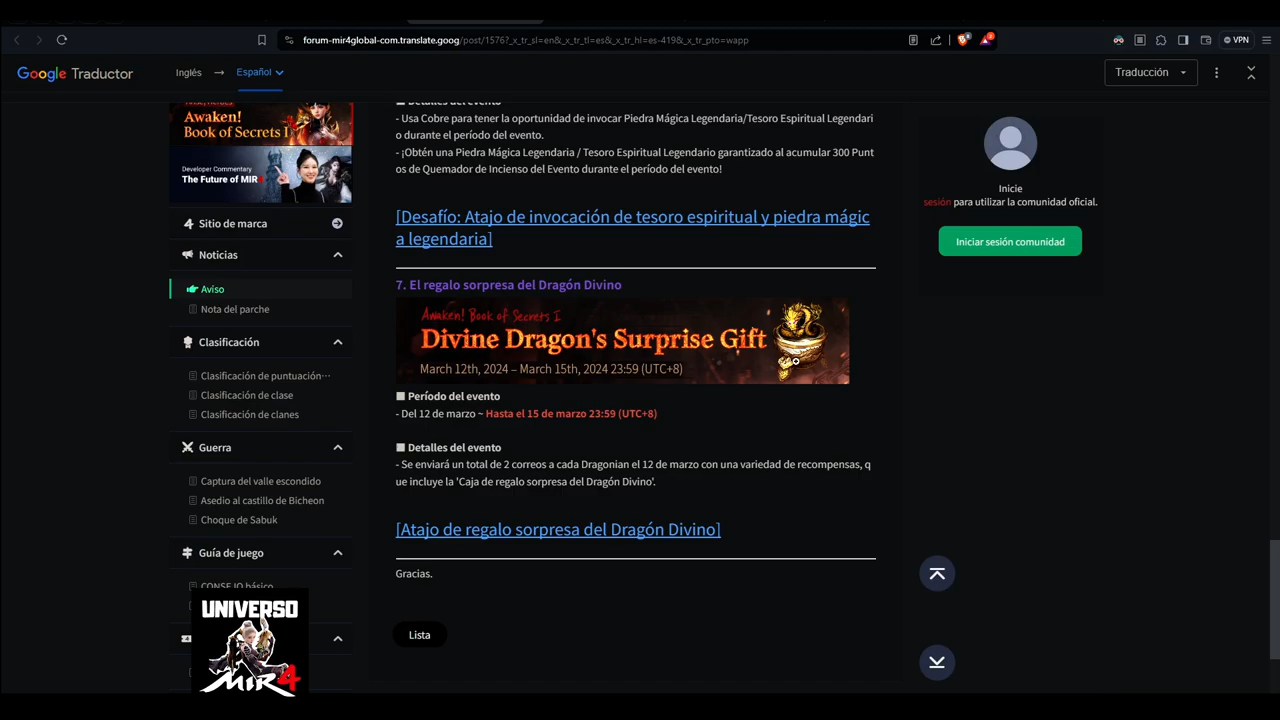 forum-mir4global-com.translate.goog/post/1576?_x_tr_sl=en&_x_tr_tl=es&_x_tr_hl=es-419&_x_tr_pto=wapp
VPN
Google Traductor
Inglés → Español
Traducción
Awaken!
Book of Secrets I
Developer Commentary
The Future of MIR4
Sitio de marca
Noticias
Aviso
Nota del parche
Clasificación
Clasificación de puntuación···
Clasificación de clase
Clasificación de clanes
Guerra
Captura del valle escondido
Asedio al castillo de Bicheon
Choque de Sabuk
Guía de juego
CONSEJO básico
UNIVERSO
MIR4
■ Detalles del evento
- Usa Cobre para tener la oportunidad de invocar Piedra Mágica Legendaria/Tesoro Espiritual Legendari
o durante el período del evento.
- ¡Obtén una Piedra Mágica Legendaria / Tesoro Espiritual Legendario garantizado al acumular 300 Punt
os de Quemador de Incienso del Evento durante el período del evento!
[Desafío: Atajo de invocación de tesoro espiritual y piedra mágic
a legendaria]
7. El regalo sorpresa del Dragón Divino
Awaken! Book of Secrets I
Divine Dragon's Surprise Gift
March 12th, 2024 – March 15th, 2024 23:59 (UTC+8)
■ Período del evento
- Del 12 de marzo ~ Hasta el 15 de marzo 23:59 (UTC+8)
■ Detalles del evento
- Se enviará un total de 2 correos a cada Dragonian el 12 de marzo con una variedad de recompensas, q
ue incluye la 'Caja de regalo sorpresa del Dragón Divino'.
[Atajo de regalo sorpresa del Dragón Divino]
Gracias.
Lista
Inicie
sesión para utilizar la comunidad oficial.
Iniciar sesión comunidad